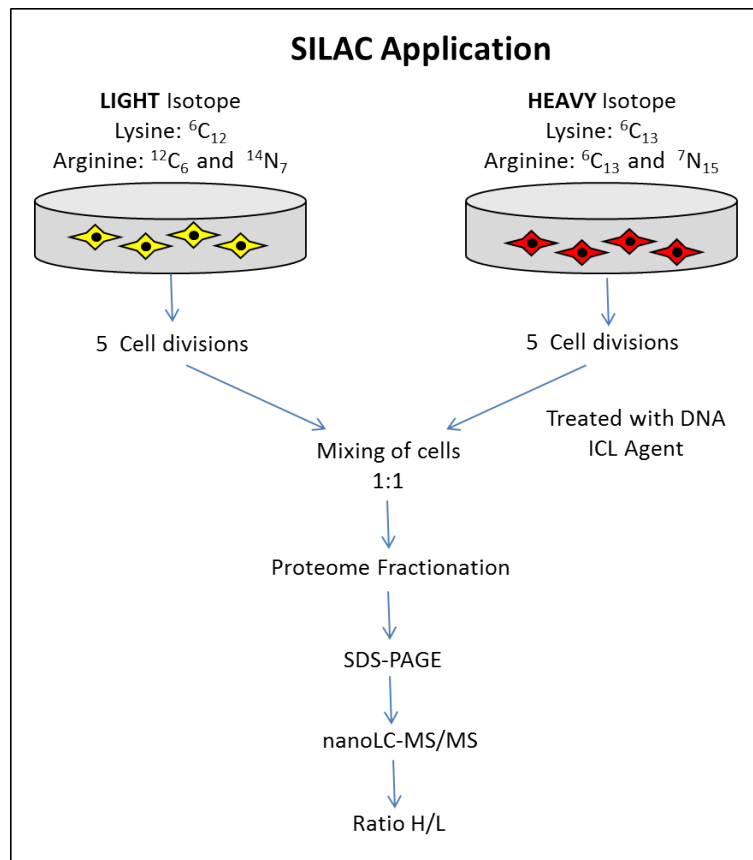 SILAC Application
LIGHT Isotope
Lysine: ⁶C₁₂
Arginine: ¹²C₆ and ¹⁴N₇
HEAVY Isotope
Lysine: ⁶C₁₃
Arginine: ⁶C₁₃ and ⁷N₁₅
5 Cell divisions
5 Cell divisions
Treated with DNA
ICL Agent
Mixing of cells
1:1
Proteome Fractionation
SDS-PAGE
nanoLC-MS/MS
Ratio H/L